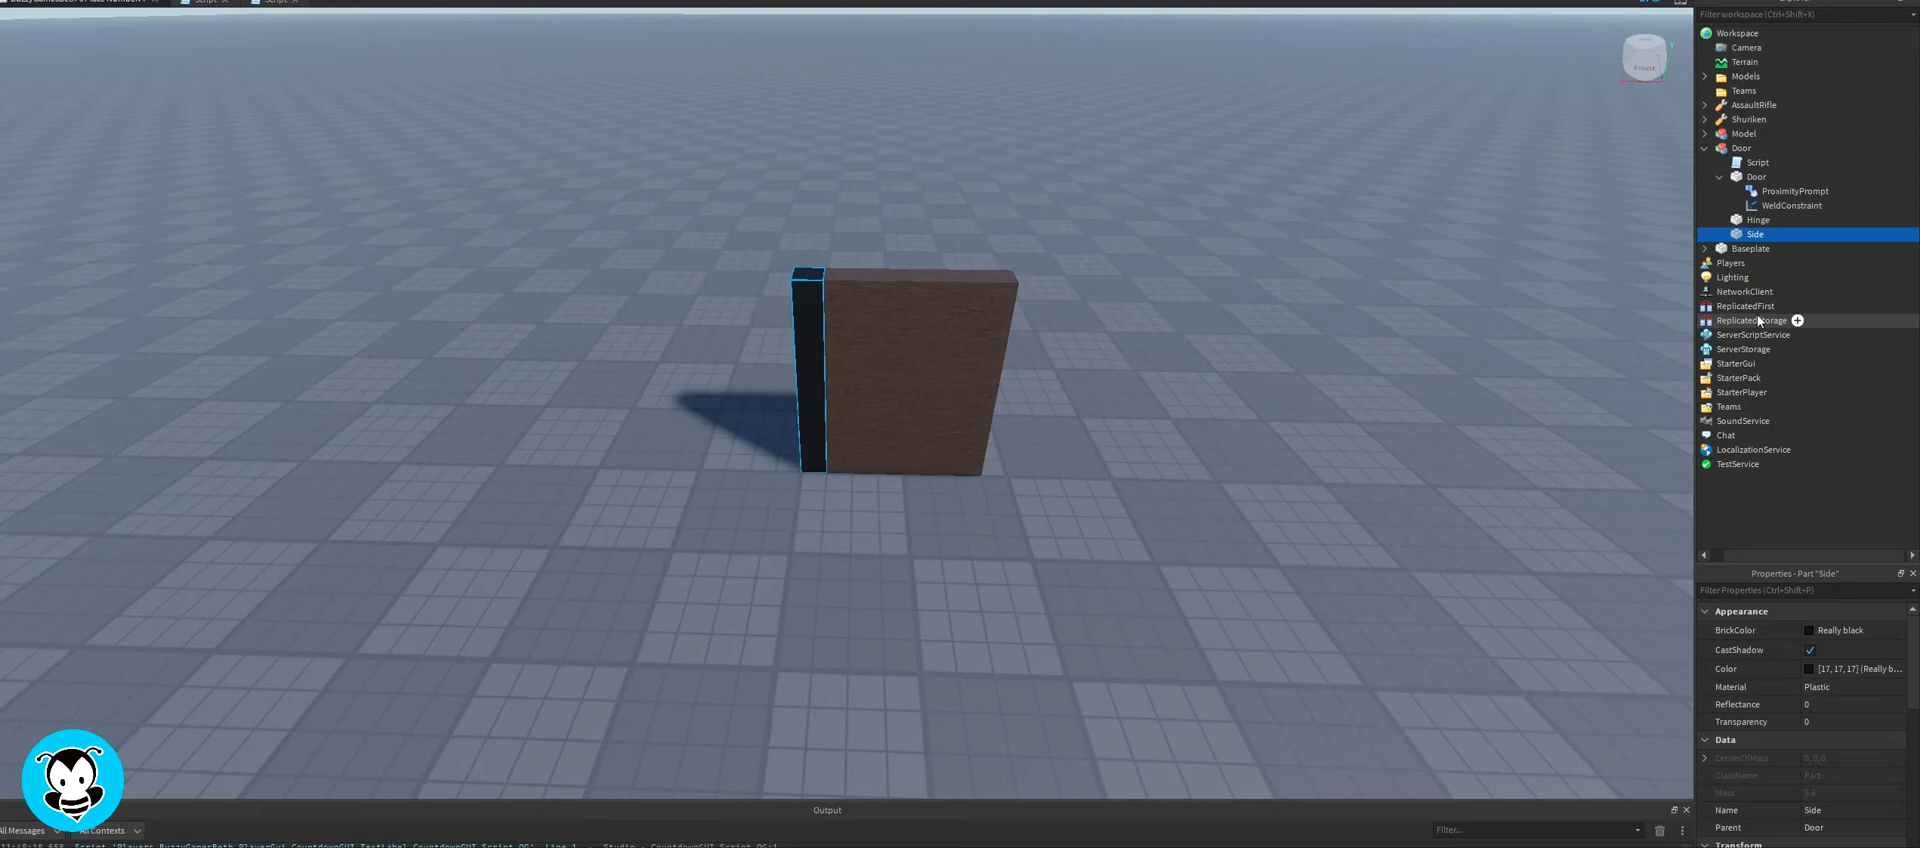 Script
Script
Filter workspace (Ctrl+Shift+X)
Workspace
Camera
Terrain
Models
Teams
AssaultRifle
Shuriken
Model
Door
Script
Door
ProximityPrompt
WeldConstraint
Hinge
Side
Baseplate
Players
Lighting
NetworkClient
ReplicatedFirst
ReplicatedStorage
ServerScriptService
ServerStorage
StarterGui
StarterPack
StarterPlayer
Teams
SoundService
Chat
LocalizationService
TestService
Front
Properties - Part "Side"
Filter Properties (Ctrl+Shift+P)
Appearance
BrickColor Really black
CastShadow
Color [17, 17, 17] (Really b...
Material Plastic
Reflectance 0
Transparency 0
Data
CenterOfMass 0, 0, 0
ClassName Part
Mass 5.6
Name Side
Parent Door
Transform
Output
All Messages All Contexts Filter...